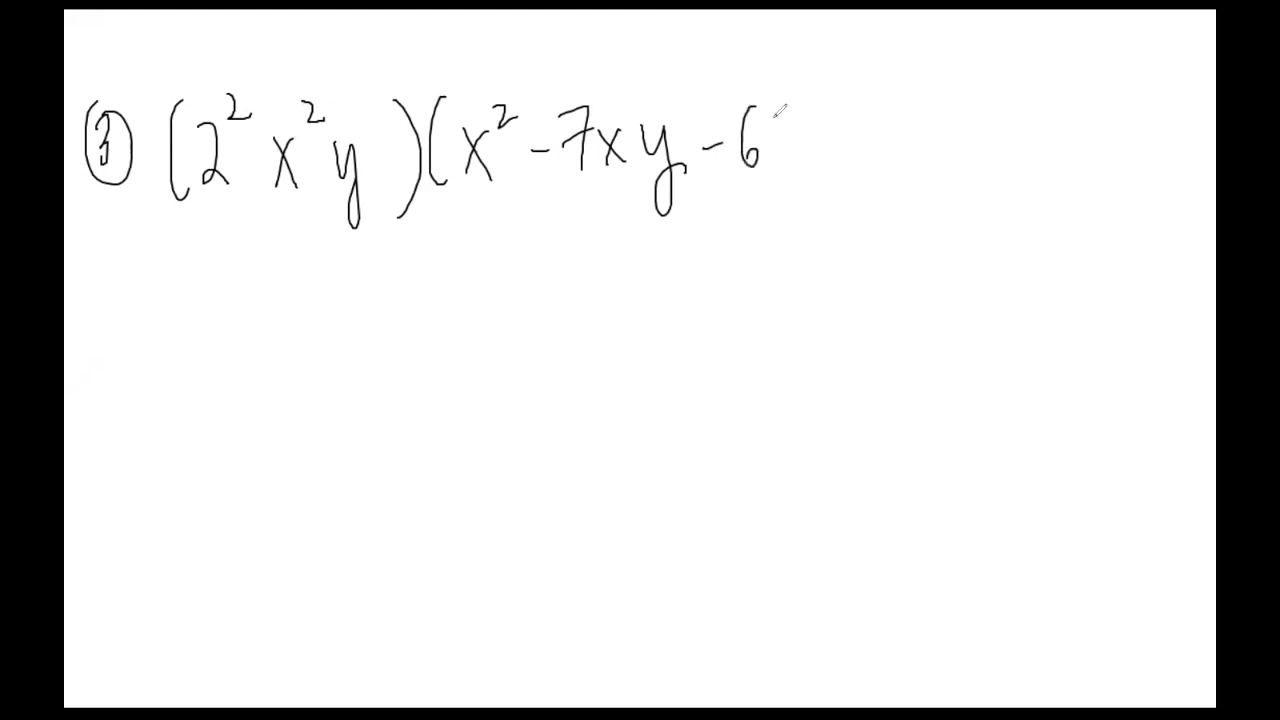 ③ (2² x² y)(x² - 7xy - 6